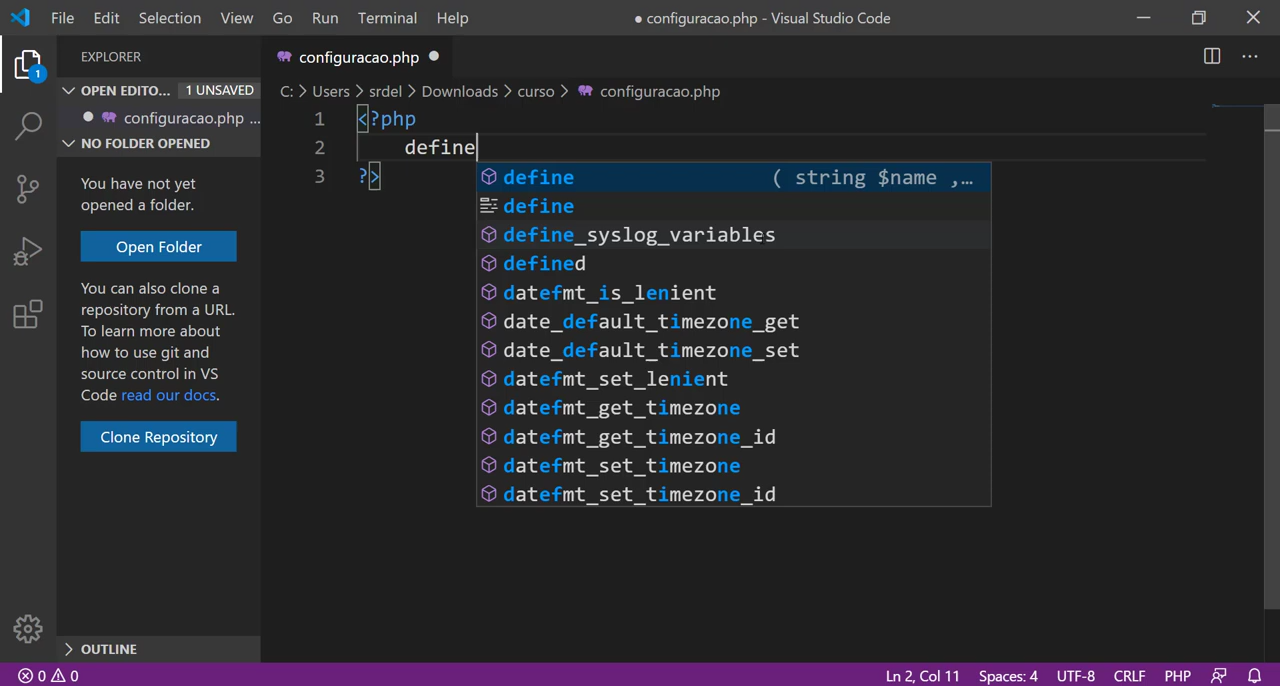 File Edit Selection View Go Run Terminal Help
● configuracao.php - Visual Studio Code
EXPLORER
configuracao.php ●
OPEN EDITO... 1 UNSAVED
● configuracao.php ...
NO FOLDER OPENED
You have not yet
opened a folder.
Open Folder
You can also clone a
repository from a URL.
To learn more about
how to use git and
source control in VS
Code read our docs.
Clone Repository
OUTLINE
1
C: > Users > srdel > Downloads > curso > configuracao.php
1 <?php
2 define
3 ?>
define ( string $name ,...
define
define_syslog_variables
defined
datefmt_is_lenient
date_default_timezone_get
date_default_timezone_set
datefmt_set_lenient
datefmt_get_timezone
datefmt_get_timezone_id
datefmt_set_timezone
datefmt_set_timezone_id
0 0
Ln 2, Col 11 Spaces: 4 UTF-8 CRLF PHP